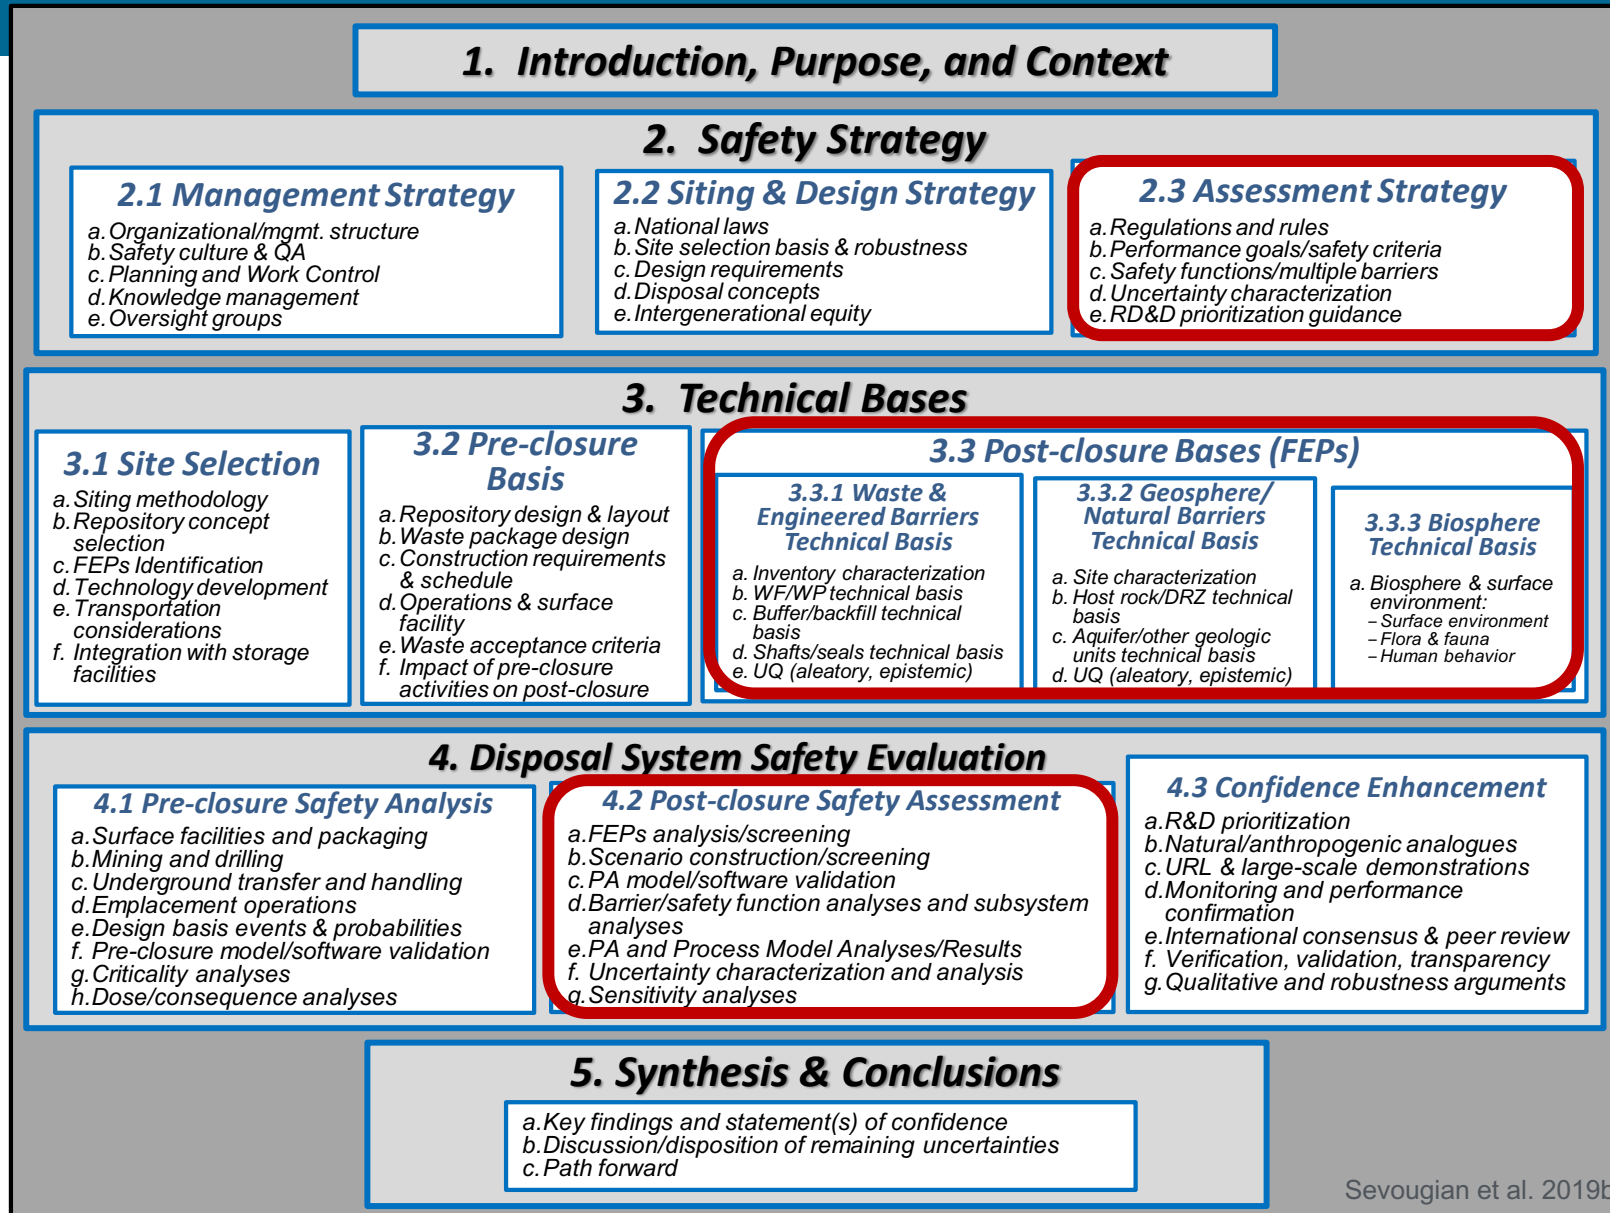 1. Introduction, Purpose, and Context
2. Safety Strategy
2.1 Management Strategy
a. Organizational/mgmt. structure
b. Safety culture & QA
c. Planning and Work Control
d. Knowledge management
e. Oversight groups
2.2 Siting & Design Strategy
a. National laws
b. Site selection basis & robustness
c. Design requirements
d. Disposal concepts
e. Intergenerational equity
2.3 Assessment Strategy
a. Regulations and rules
b. Performance goals/safety criteria
c. Safety functions/multiple barriers
d. Uncertainty characterization
e. RD&D prioritization guidance
3. Technical Bases
3.1 Site Selection
a. Siting methodology
b. Repository concept
selection
c. FEPs Identification
d. Technology development
e. Transportation
considerations
f. Integration with storage
facilities
3.2 Pre-closure
Basis
a. Repository design & layout
b. Waste package design
c. Construction requirements
& schedule
d. Operations & surface
facility
e. Waste acceptance criteria
f. Impact of pre-closure
activities on post-closure
3.3 Post-closure Bases (FEPs)
3.3.1 Waste &
Engineered Barriers
Technical Basis
a. Inventory characterization
b. WF/WP technical basis
c. Buffer/backfill technical
basis
d. Shafts/seals technical basis
e. UQ (aleatory, epistemic)
3.3.2 Geosphere/
Natural Barriers
Technical Basis
a. Site characterization
b. Host rock/DRZ technical
basis
c. Aquifer/other geologic
units technical basis
d. UQ (aleatory, epistemic)
3.3.3 Biosphere
Technical Basis
a. Biosphere & surface
environment:
– Surface environment
– Flora & fauna
– Human behavior
4. Disposal System Safety Evaluation
4.1 Pre-closure Safety Analysis
a. Surface facilities and packaging
b. Mining and drilling
c. Underground transfer and handling
d. Emplacement operations
e. Design basis events & probabilities
f. Pre-closure model/software validation
g. Criticality analyses
h. Dose/consequence analyses
4.2 Post-closure Safety Assessment
a. FEPs analysis/screening
b. Scenario construction/screening
c. PA model/software validation
d. Barrier/safety function analyses and subsystem
analyses
e. PA and Process Model Analyses/Results
f. Uncertainty characterization and analysis
g. Sensitivity analyses
4.3 Confidence Enhancement
a. R&D prioritization
b. Natural/anthropogenic analogues
c. URL & large-scale demonstrations
d. Monitoring and performance
confirmation
e. International consensus & peer review
f. Verification, validation, transparency
g. Qualitative and robustness arguments
5. Synthesis & Conclusions
a. Key findings and statement(s) of confidence
b. Discussion/disposition of remaining uncertainties
c. Path forward
Sevougian et al. 2019b